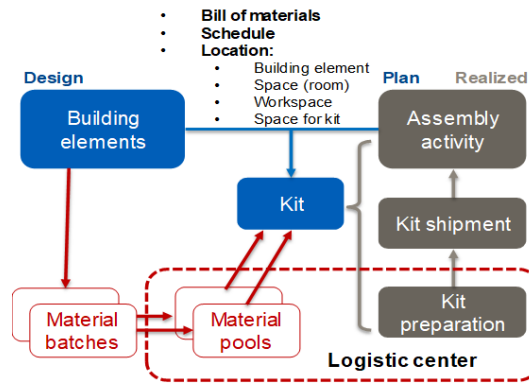 • Bill of materials
• Schedule
• Location:
• Building element
• Space (room)
• Workspace
• Space for kit
Design
Plan Realized
Building
elements
Assembly
activity
Kit
Kit shipment
Material
batches
Material
pools
Kit
preparation
Logistic center